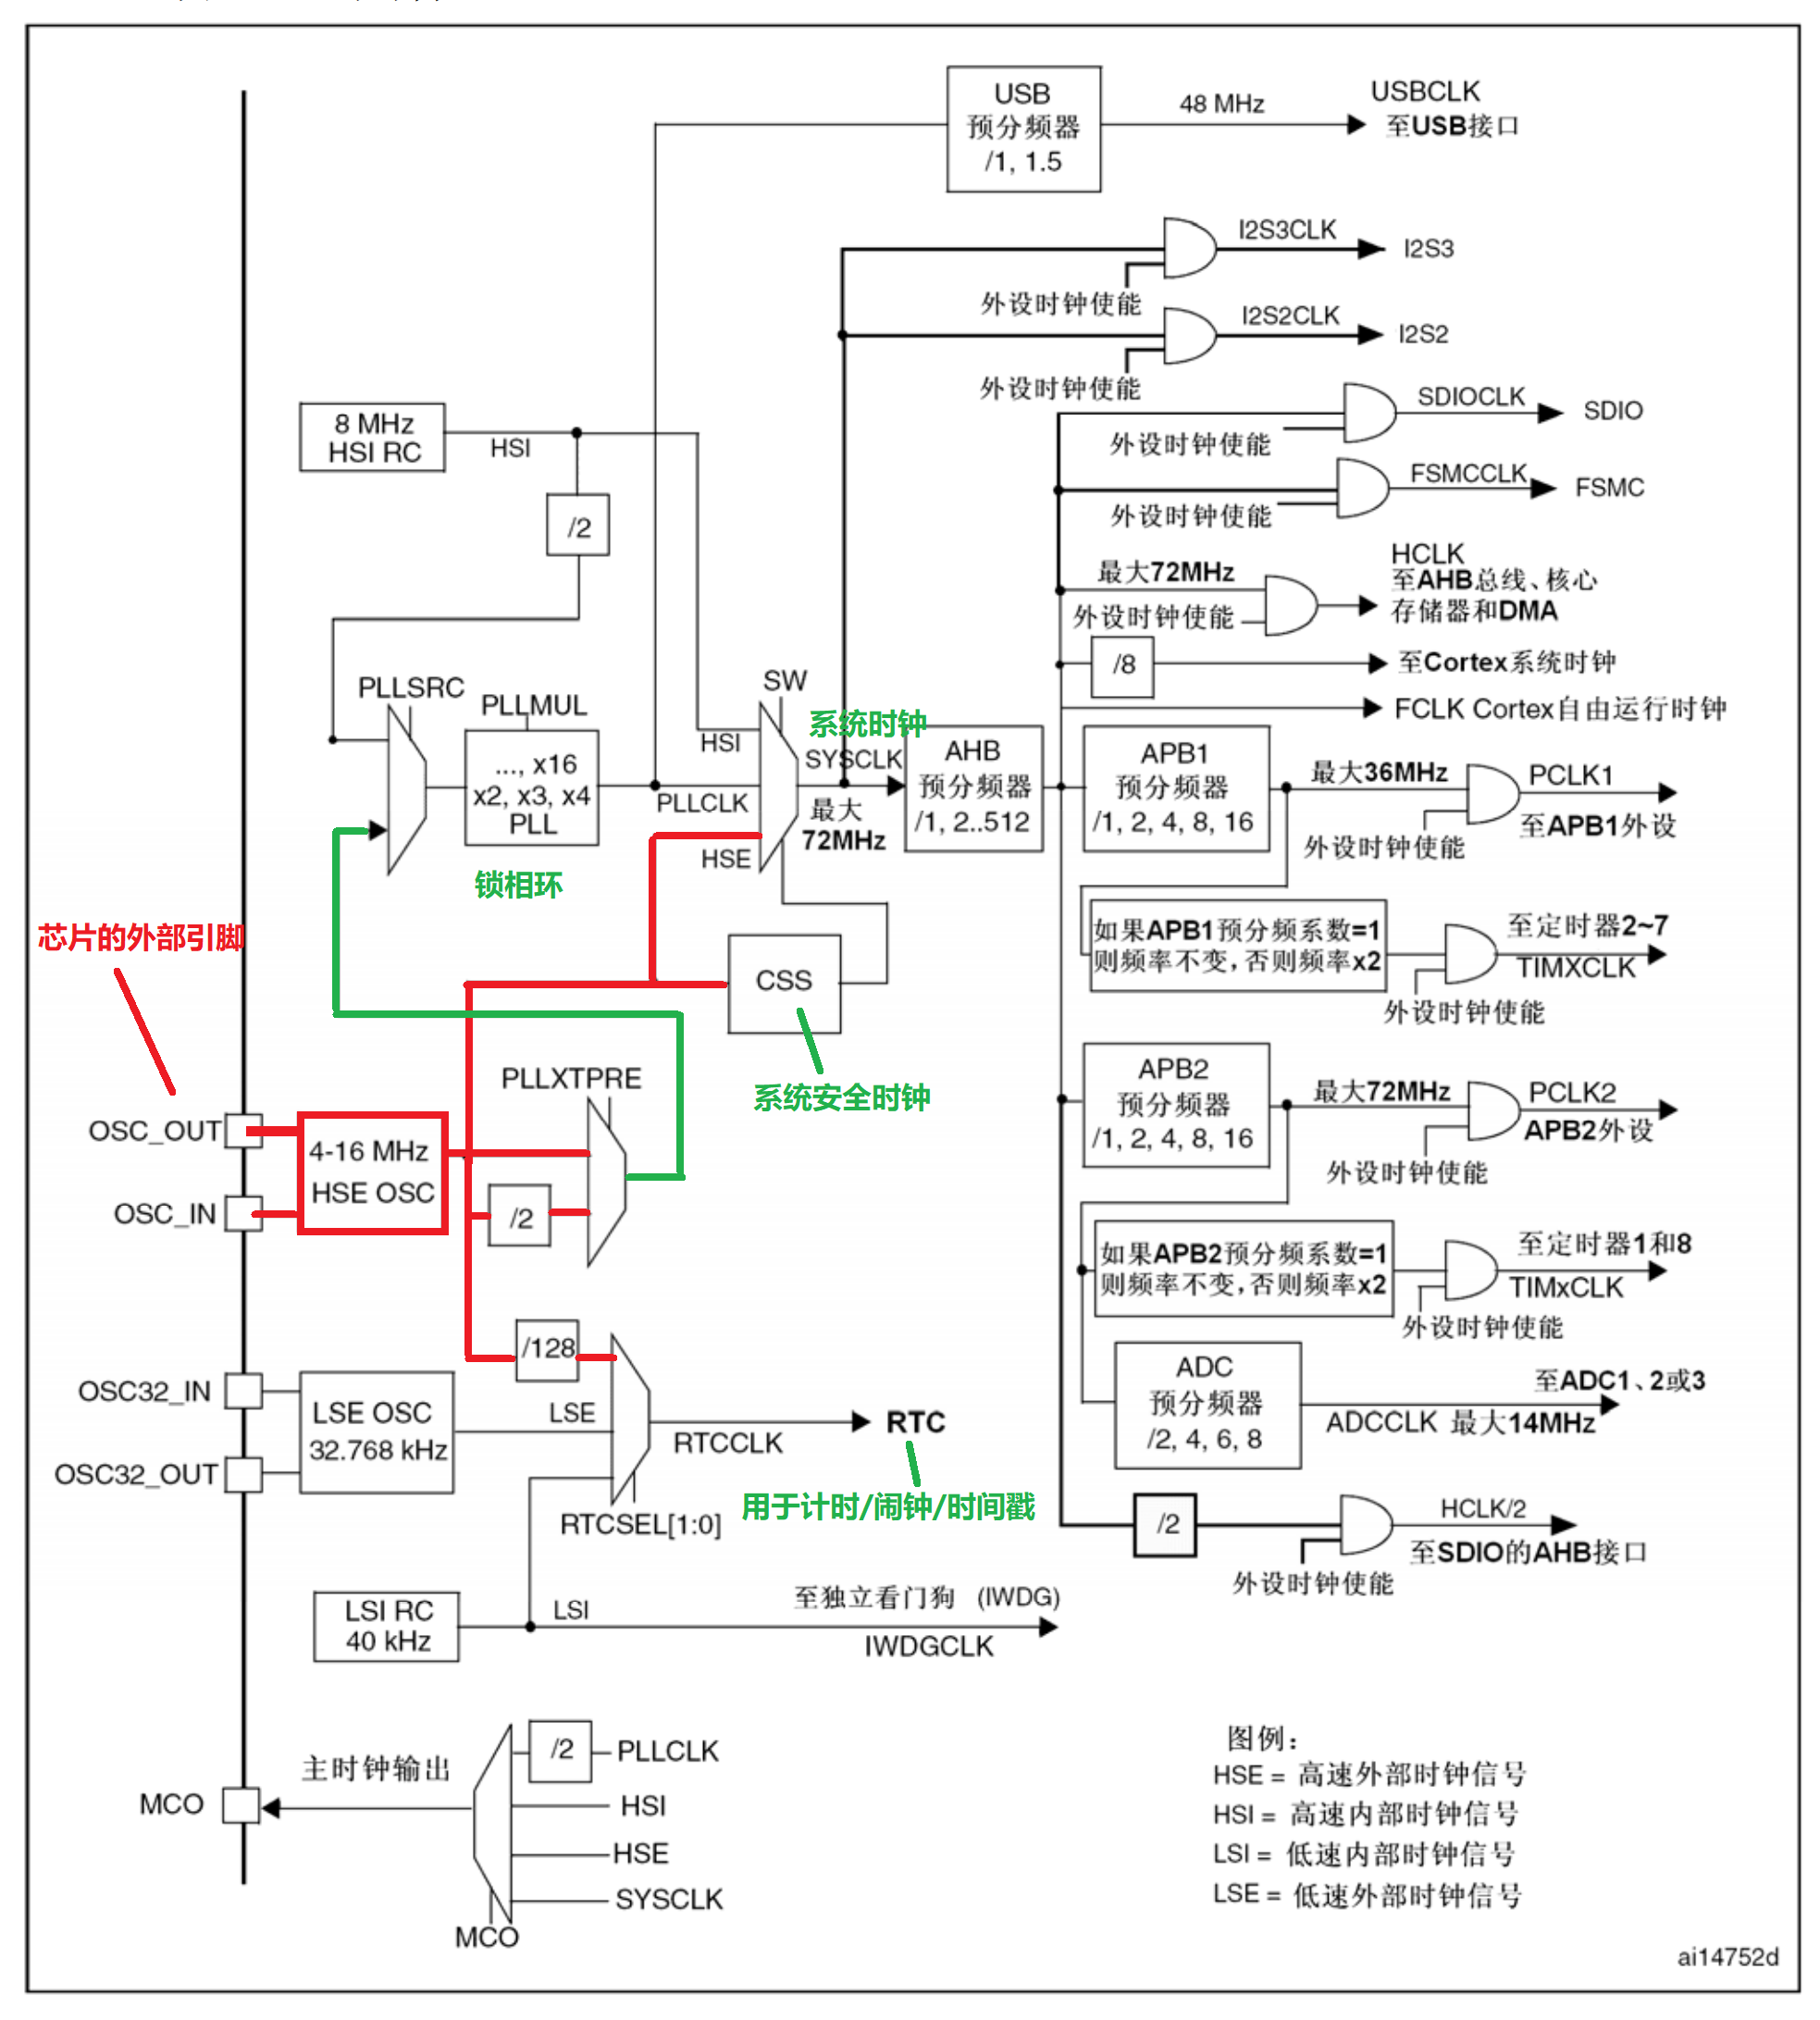 USB
预分频器
/1, 1.5
48 MHz
USBCLK
至USB接口
I2S3CLK
I2S3
外设时钟使能
I2S2CLK
I2S2
外设时钟使能
8 MHz
HSI RC
HSI
SDIOCLK
SDIO
外设时钟使能
FSMCCLK
FSMC
外设时钟使能
/2
最大72MHz
外设时钟使能
HCLK
至AHB总线、核心
存储器和DMA
/8
至Cortex系统时钟
FCLK Cortex自由运行时钟
PLLSRC
PLLMUL
..., x16
x2, x3, x4
PLL
锁相环
SW
HSI
PLLCLK
HSE
系统时钟
SYSCLK
最大
72MHz
AHB
预分频器
/1, 2..512
APB1
预分频器
/1, 2, 4, 8, 16
最大36MHz
PCLK1
至APB1外设
外设时钟使能
如果APB1预分频系数=1
则频率不变，否则频率x2
至定时器2~7
TIMXCLK
外设时钟使能
芯片的外部引脚
CSS
系统安全时钟
PLLXTPRE
OSC_OUT
OSC_IN
4-16 MHz
HSE OSC
/2
APB2
预分频器
/1, 2, 4, 8, 16
最大72MHz
PCLK2
APB2外设
外设时钟使能
如果APB2预分频系数=1
则频率不变，否则频率x2
至定时器1和8
TIMxCLK
外设时钟使能
/128
OSC32_IN
OSC32_OUT
LSE OSC
32.768 kHz
LSE
RTCCLK
RTC
用于计时/闹钟/时间戳
RTCSEL[1:0]
ADC
预分频器
/2, 4, 6, 8
至ADC1、2或3
ADCCLK 最大14MHz
/2
HCLK/2
至SDIO的AHB接口
外设时钟使能
LSI RC
40 kHz
LSI
至独立看门狗 (IWDG)
IWDGCLK
主时钟输出
MCO
/2
PLLCLK
HSI
HSE
SYSCLK
MCO
图例：
HSE = 高速外部时钟信号
HSI = 高速内部时钟信号
LSI = 低速内部时钟信号
LSE = 低速外部时钟信号
ai14752d